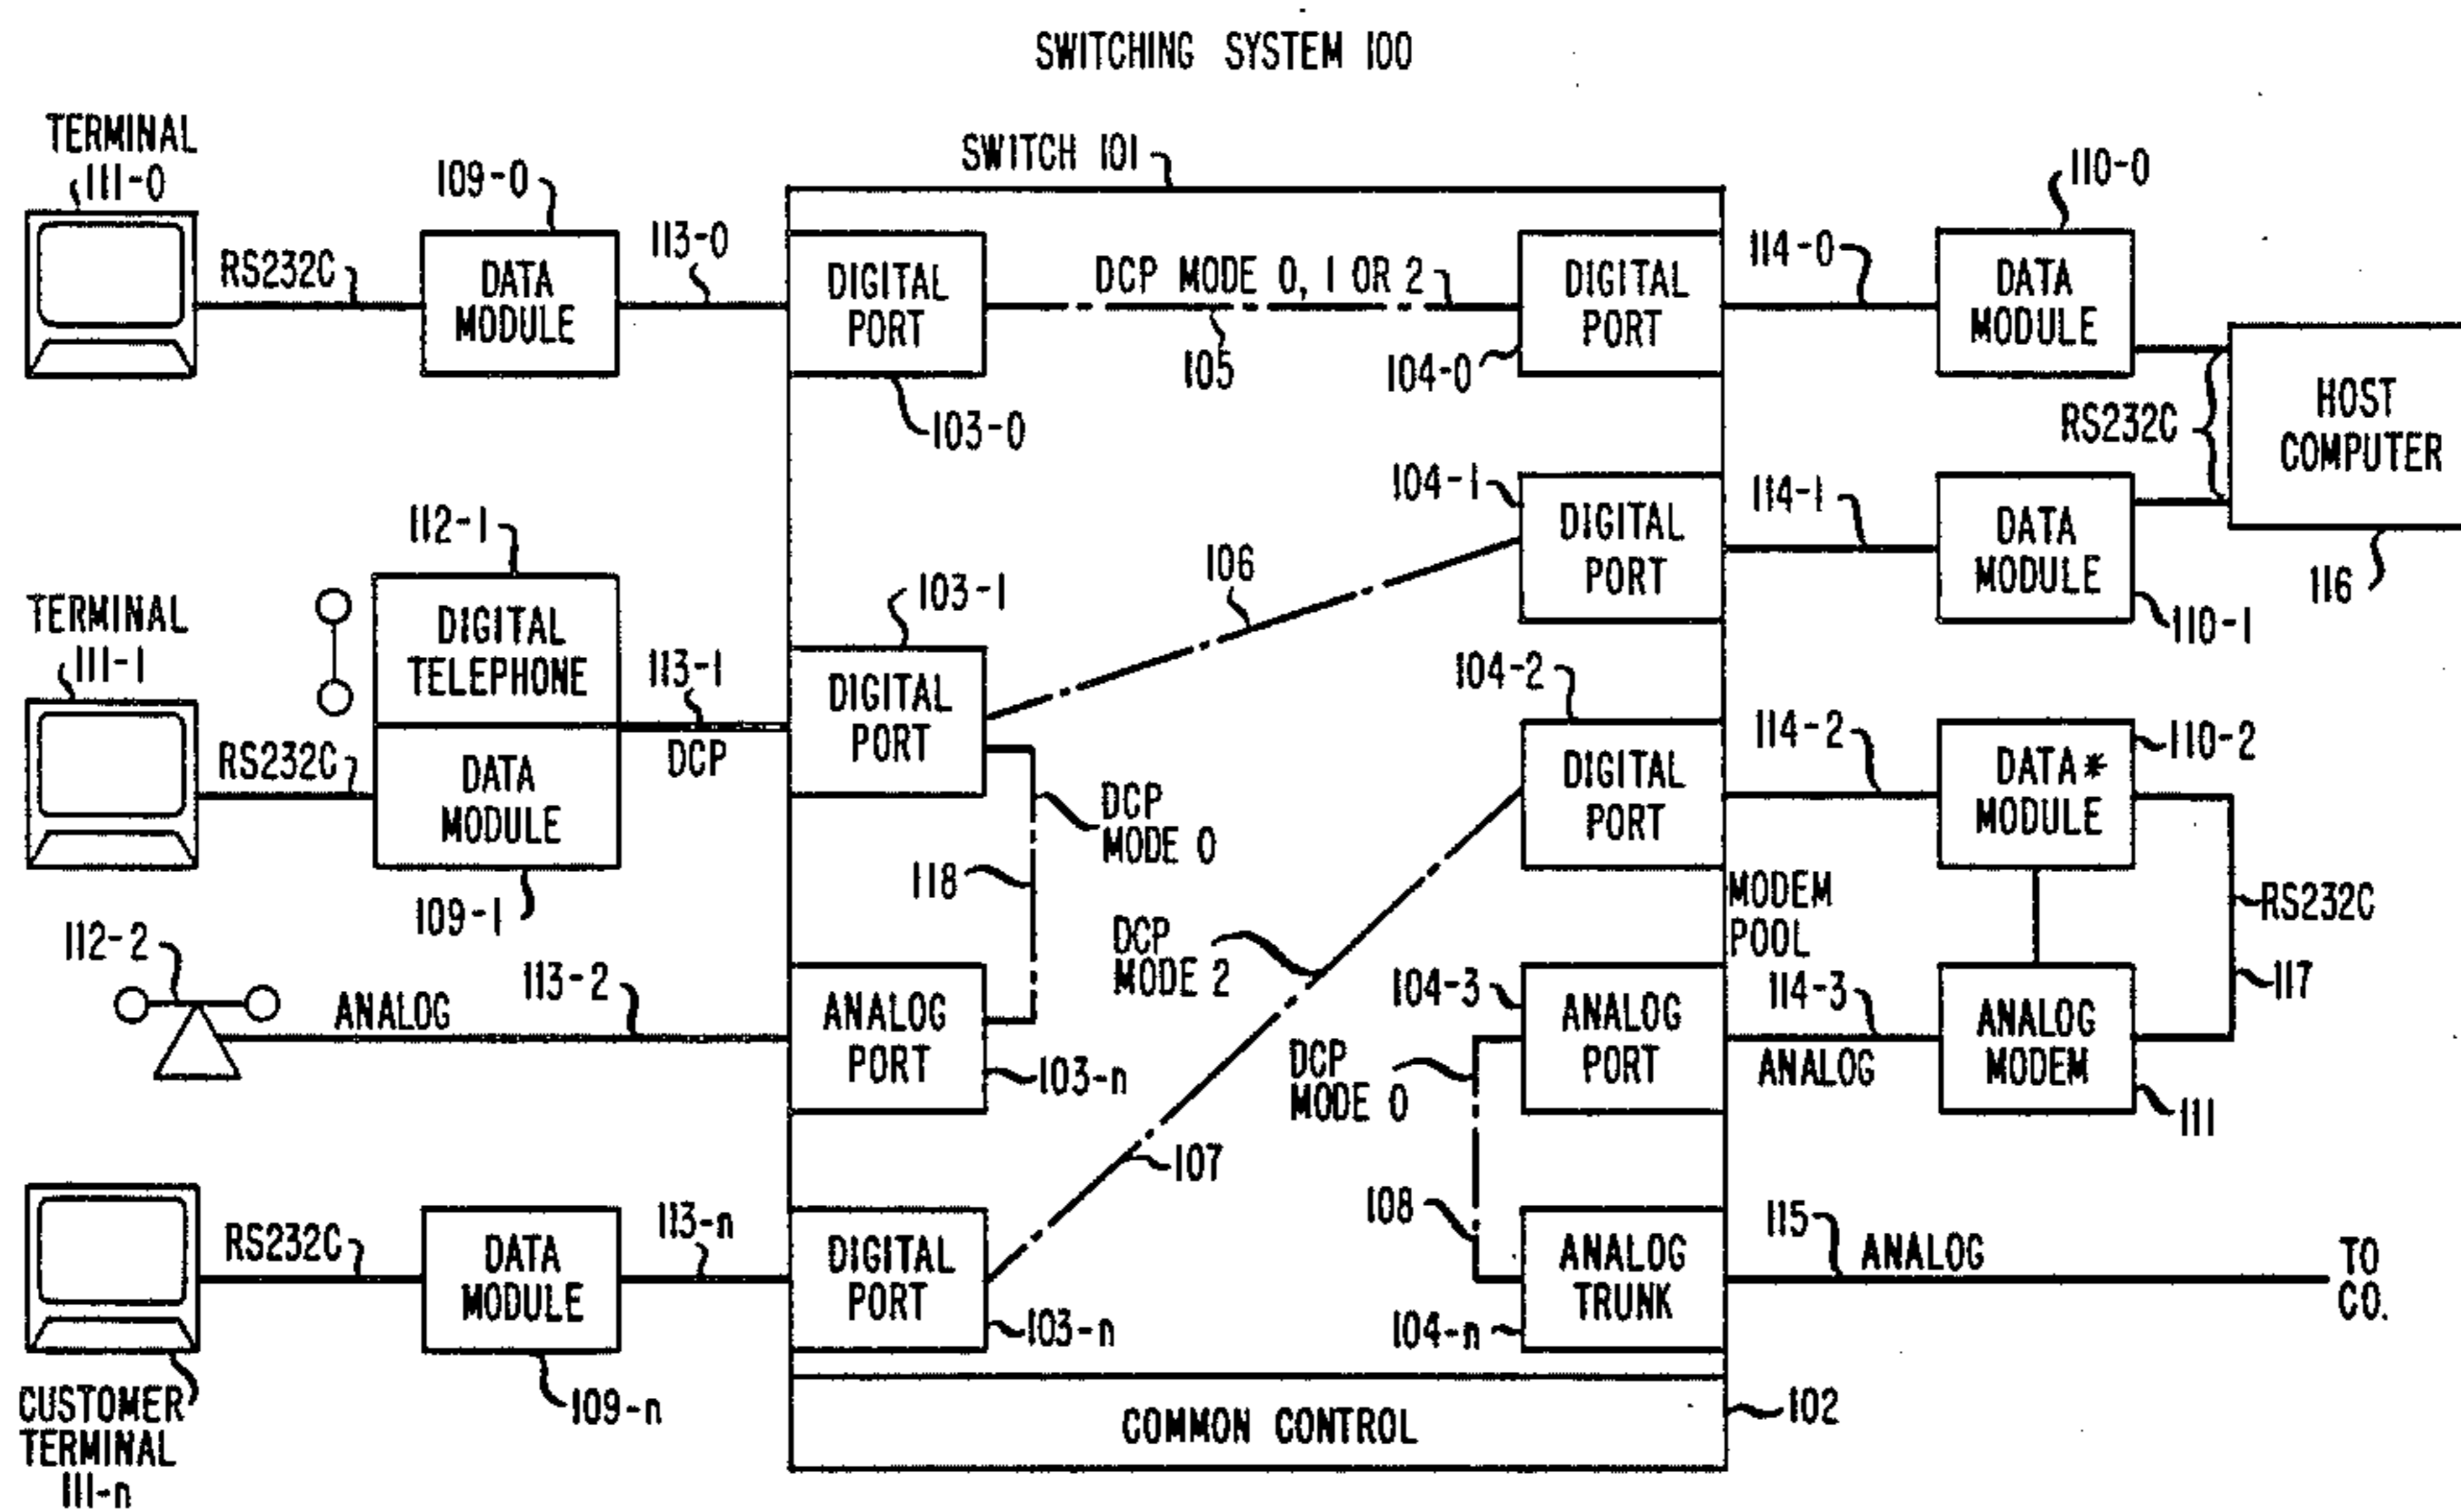 SWITCHING SYSTEM 100
SWITCH 101
TERMINAL
111-0
RS232C
109-0
DATA
MODULE
113-0
DIGITAL
PORT
103-0
DCP MODE 0, 1 OR 2
105
DIGITAL
PORT
104-0
114-0
110-0
DATA
MODULE
RS232C
HOST
COMPUTER
116
104-1
DIGITAL
PORT
114-1
DATA
MODULE
110-1
TERMINAL
111-1
RS232C
112-1
DIGITAL
TELEPHONE
DATA
MODULE
109-1
113-1
DCP
103-1
DIGITAL
PORT
106
DCP
MODE 0
118
104-2
DIGITAL
PORT
114-2
DATA*
MODULE
110-2
MODEM
POOL
RS232C
117
112-2
ANALOG
113-2
ANALOG
PORT
103-n
DCP
MODE 2
107
104-3
ANALOG
PORT
DCP
MODE 0
108
114-3
ANALOG
ANALOG
MODEM
111
CUSTOMER
TERMINAL
111-n
RS232C
DATA
MODULE
109-n
113-n
DIGITAL
PORT
103-n
ANALOG
TRUNK
104-n
115
ANALOG
TO
CO.
COMMON CONTROL
102